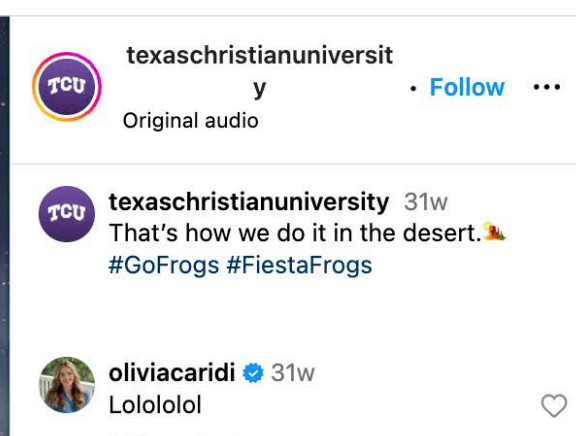 TCU
texaschristianuniversit
y
• Follow •••
Original audio
TCU
texaschristianuniversity 31w
That's how we do it in the desert.🏜️
#GoFrogs #FiestaFrogs
oliviacaridi 31w
Lolololol